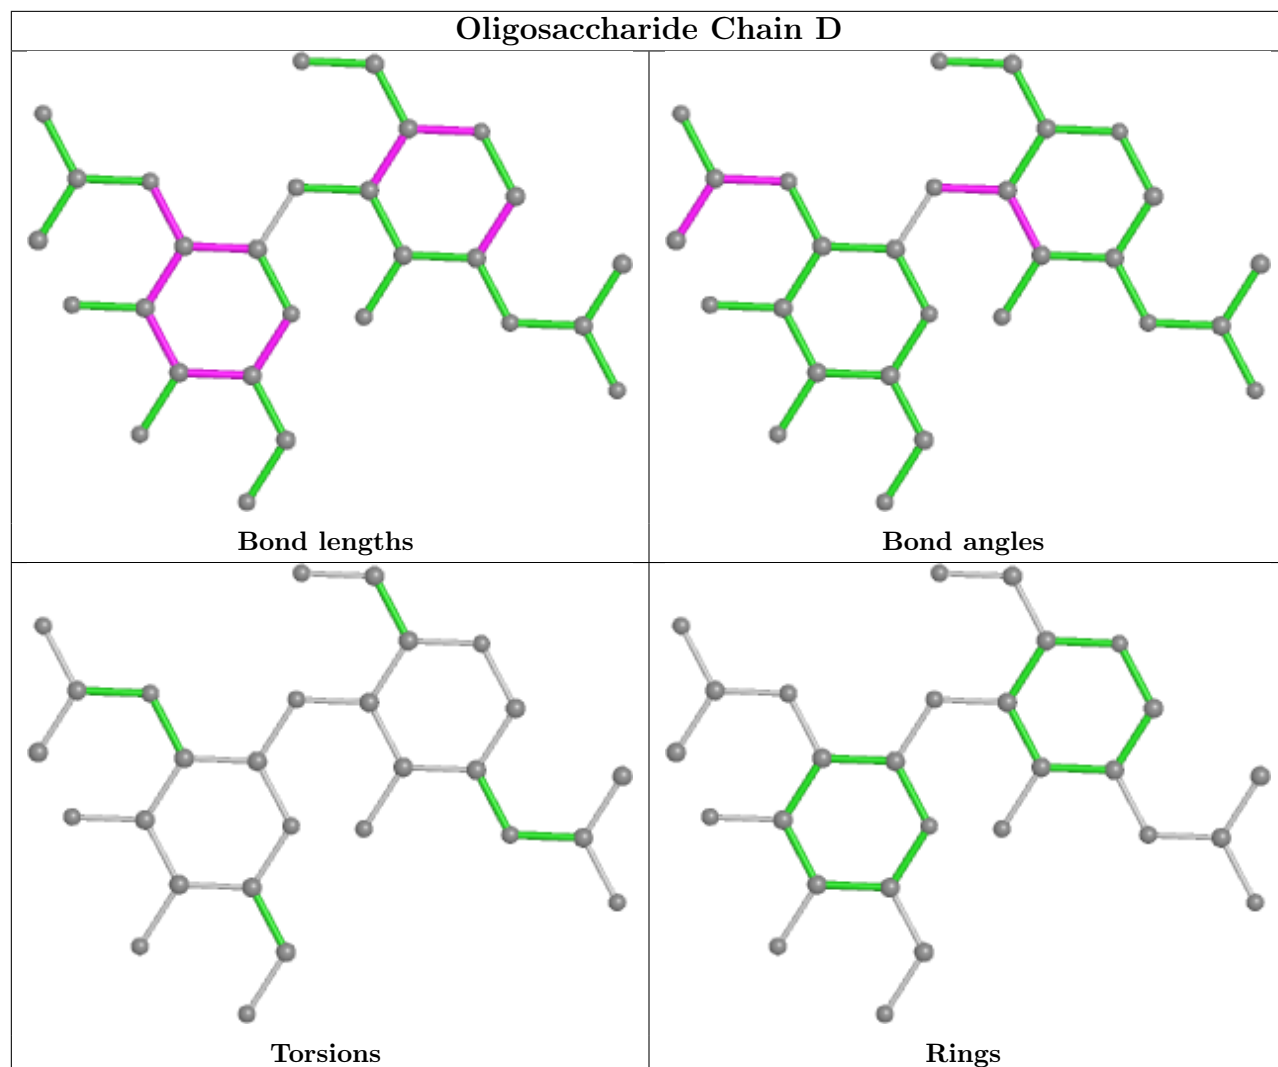 Oligosaccharide Chain D
Bond lengths
Bond angles
Torsions
Rings